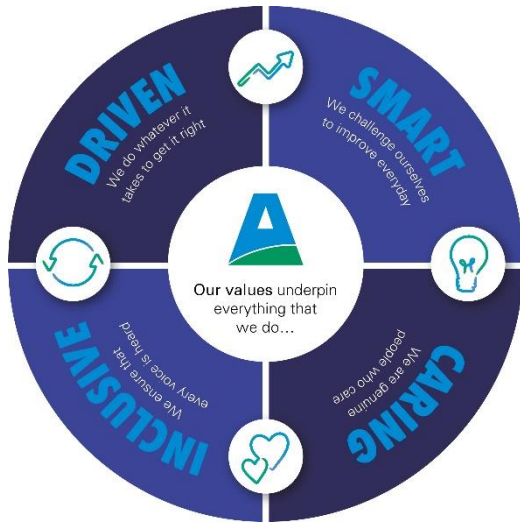 DRIVEN
We do whatever it
takes to get it right
SMART
We challenge ourselves
to improve everyday
A
Our values underpin
everything that
we do...
INCLUSIVE
We ensure that
every voice is heard
CARING
We are genuine
people who care